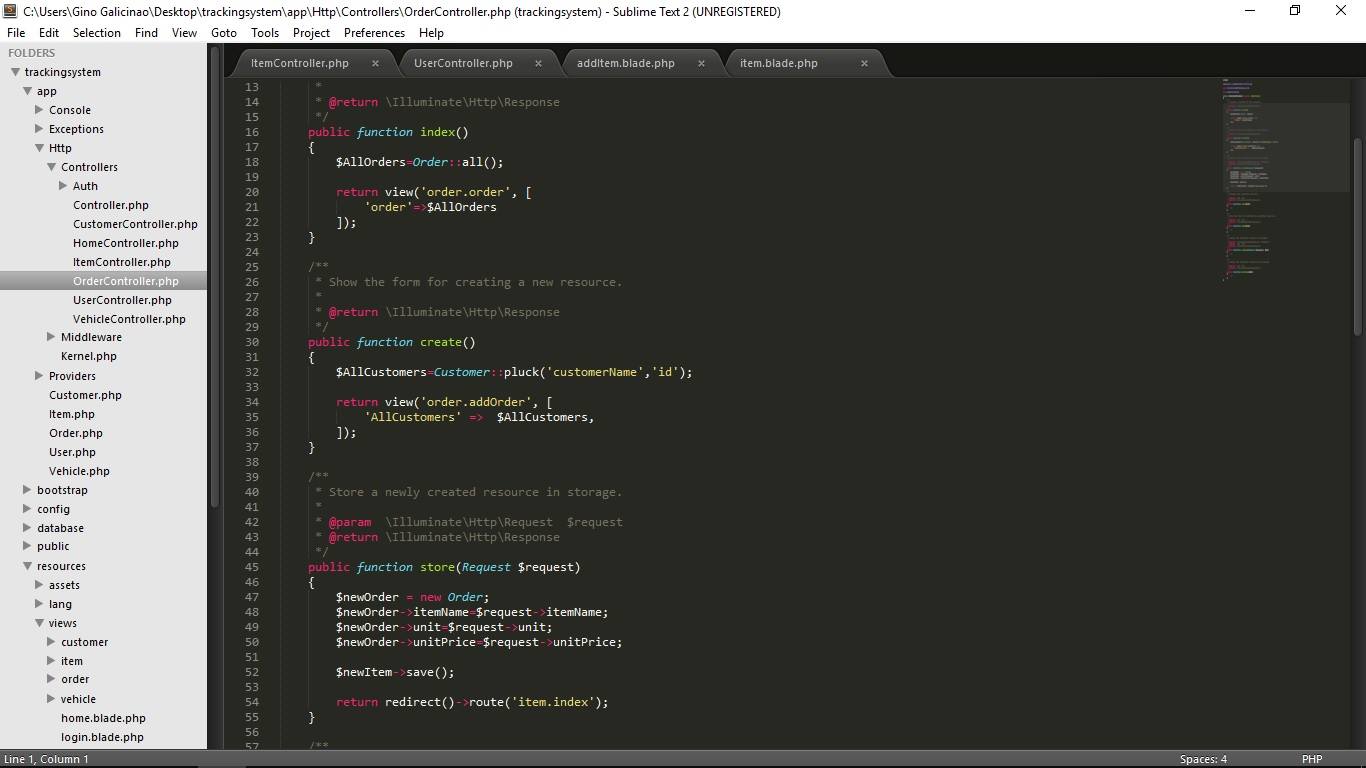 C:\Users\Gino Galicinao\Desktop\trackingsystem\app\Http\Controllers\OrderController.php (trackingsystem) - Sublime Text 2 (UNREGISTERED)
File Edit Selection Find View Goto Tools Project Preferences Help
FOLDERS
trackingsystem
app
Console
Exceptions
Http
Controllers
Auth
Controller.php
CustomerController.php
HomeController.php
ItemController.php
OrderController.php
UserController.php
VehicleController.php
Middleware
Kernel.php
Providers
Customer.php
Item.php
Order.php
User.php
Vehicle.php
bootstrap
config
database
public
resources
assets
lang
views
customer
item
order
vehicle
home.blade.php
login.blade.php
ItemController.php × UserController.php × addItem.blade.php × item.blade.php ×
13      *
14      * @return \Illuminate\Http\Response
15      */
16     public function index()
17     {
18         $AllOrders=Order::all();
19
20         return view('order.order', [
21             'order'=>$AllOrders
22         ]);
23     }
24
25     /**
26      * Show the form for creating a new resource.
27      *
28      * @return \Illuminate\Http\Response
29      */
30     public function create()
31     {
32         $AllCustomers=Customer::pluck('customerName','id');
33
34         return view('order.addOrder', [
35             'AllCustomers' =>  $AllCustomers,
36         ]);
37     }
38
39     /**
40      * Store a newly created resource in storage.
41      *
42      * @param  \Illuminate\Http\Request  $request
43      * @return \Illuminate\Http\Response
44      */
45     public function store(Request $request)
46     {
47         $newOrder = new Order;
48         $newOrder->itemName=$request->itemName;
49         $newOrder->unit=$request->unit;
50         $newOrder->unitPrice=$request->unitPrice;
51
52         $newItem->save();
53
54         return redirect()->route('item.index');
55     }
56
57     /**
Line 1, Column 1 Spaces: 4 PHP